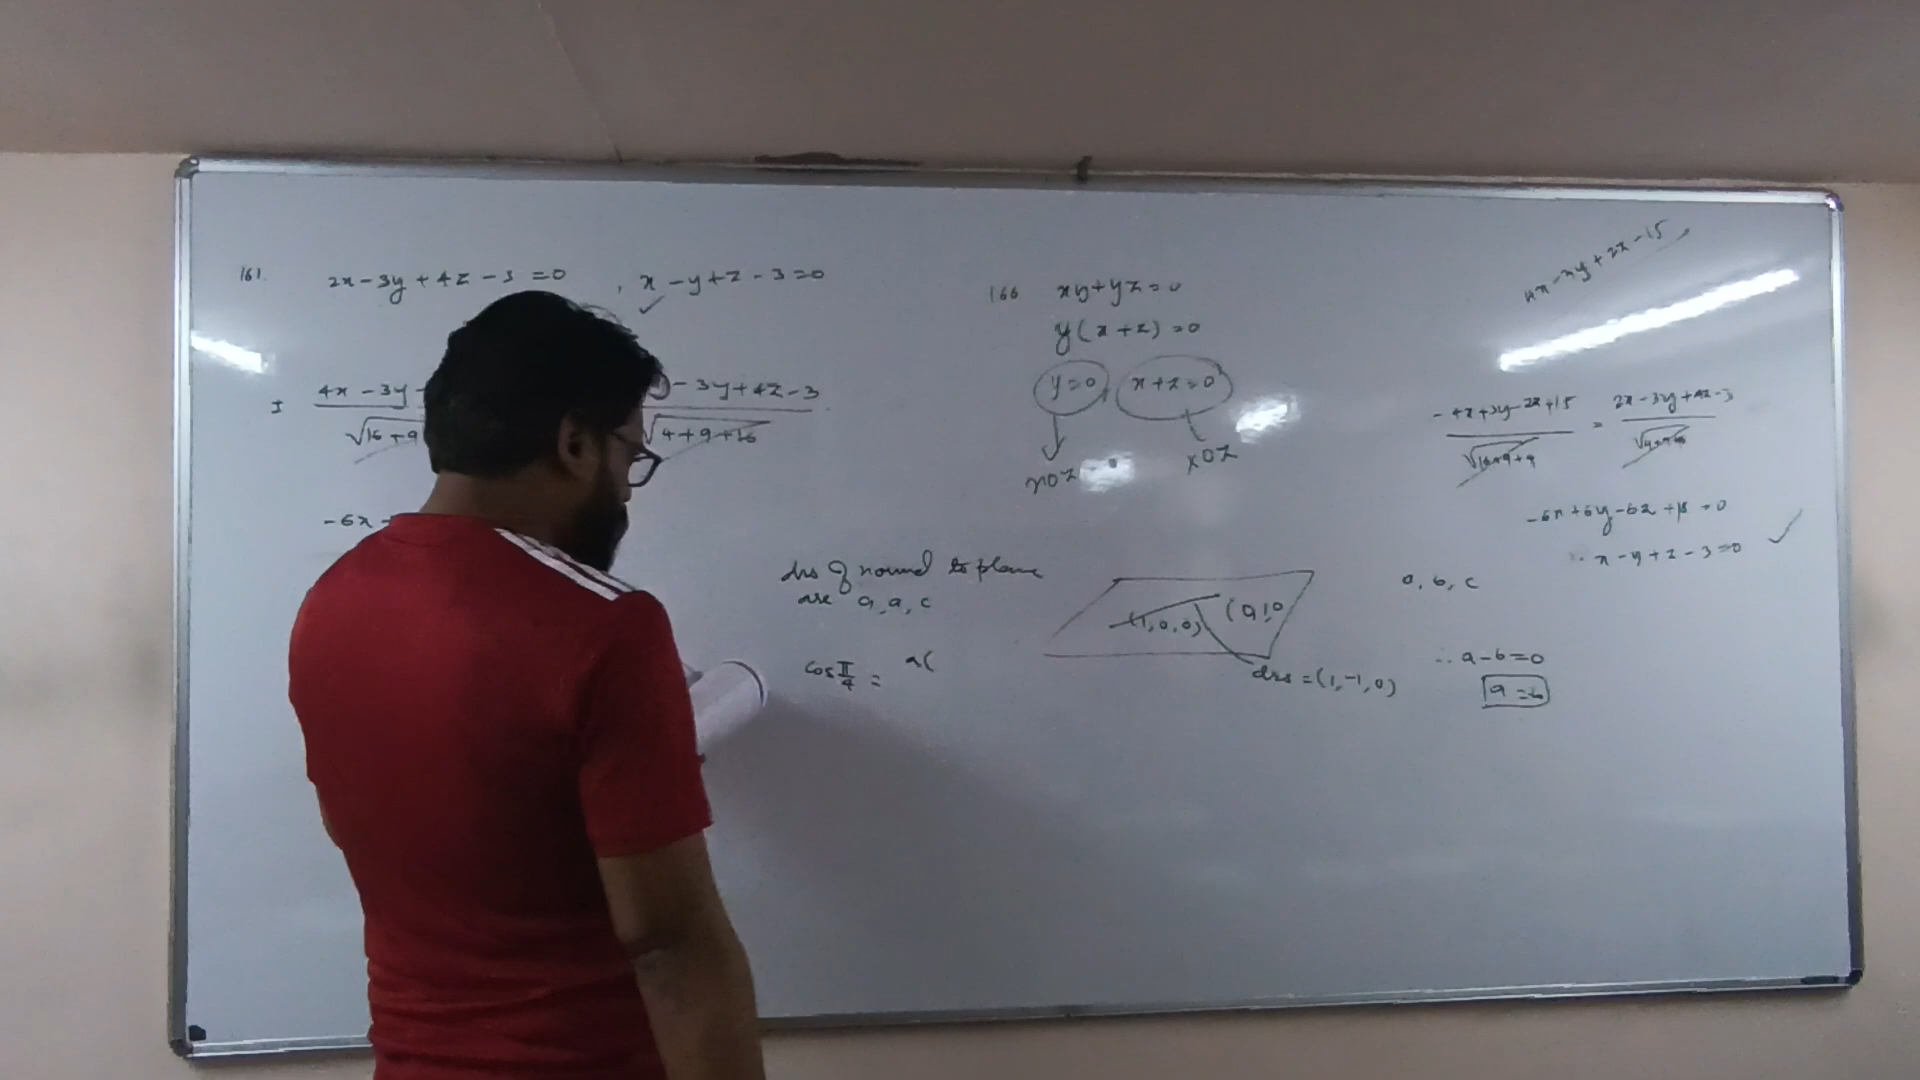 161. 2x - 3y + 4z - 3 = 0 , x - y + z - 3 = 0
I 4x - 3y - 3y + 4z - 3
√16 + 9 √4 + 9 + 16
-6x
166 xy + yz = 0
y(x + z) = 0
y = 0, x + z = 0
xoz xoz
4x - 3y + 2z - 15
-4x + 3y - 2z + 15 = 2x - 3y + 4z - 3
√16+9+4
-6x + 6y - 6z + 18 = 0
∴ x - y + z - 3 = 0
drs of normal to plane
are a, a, c
cos π/4 = a(
(1, 0, 0) (0, 1, 0
drs = (1, -1, 0)
a, b, c
∴ a - b = 0
a = b